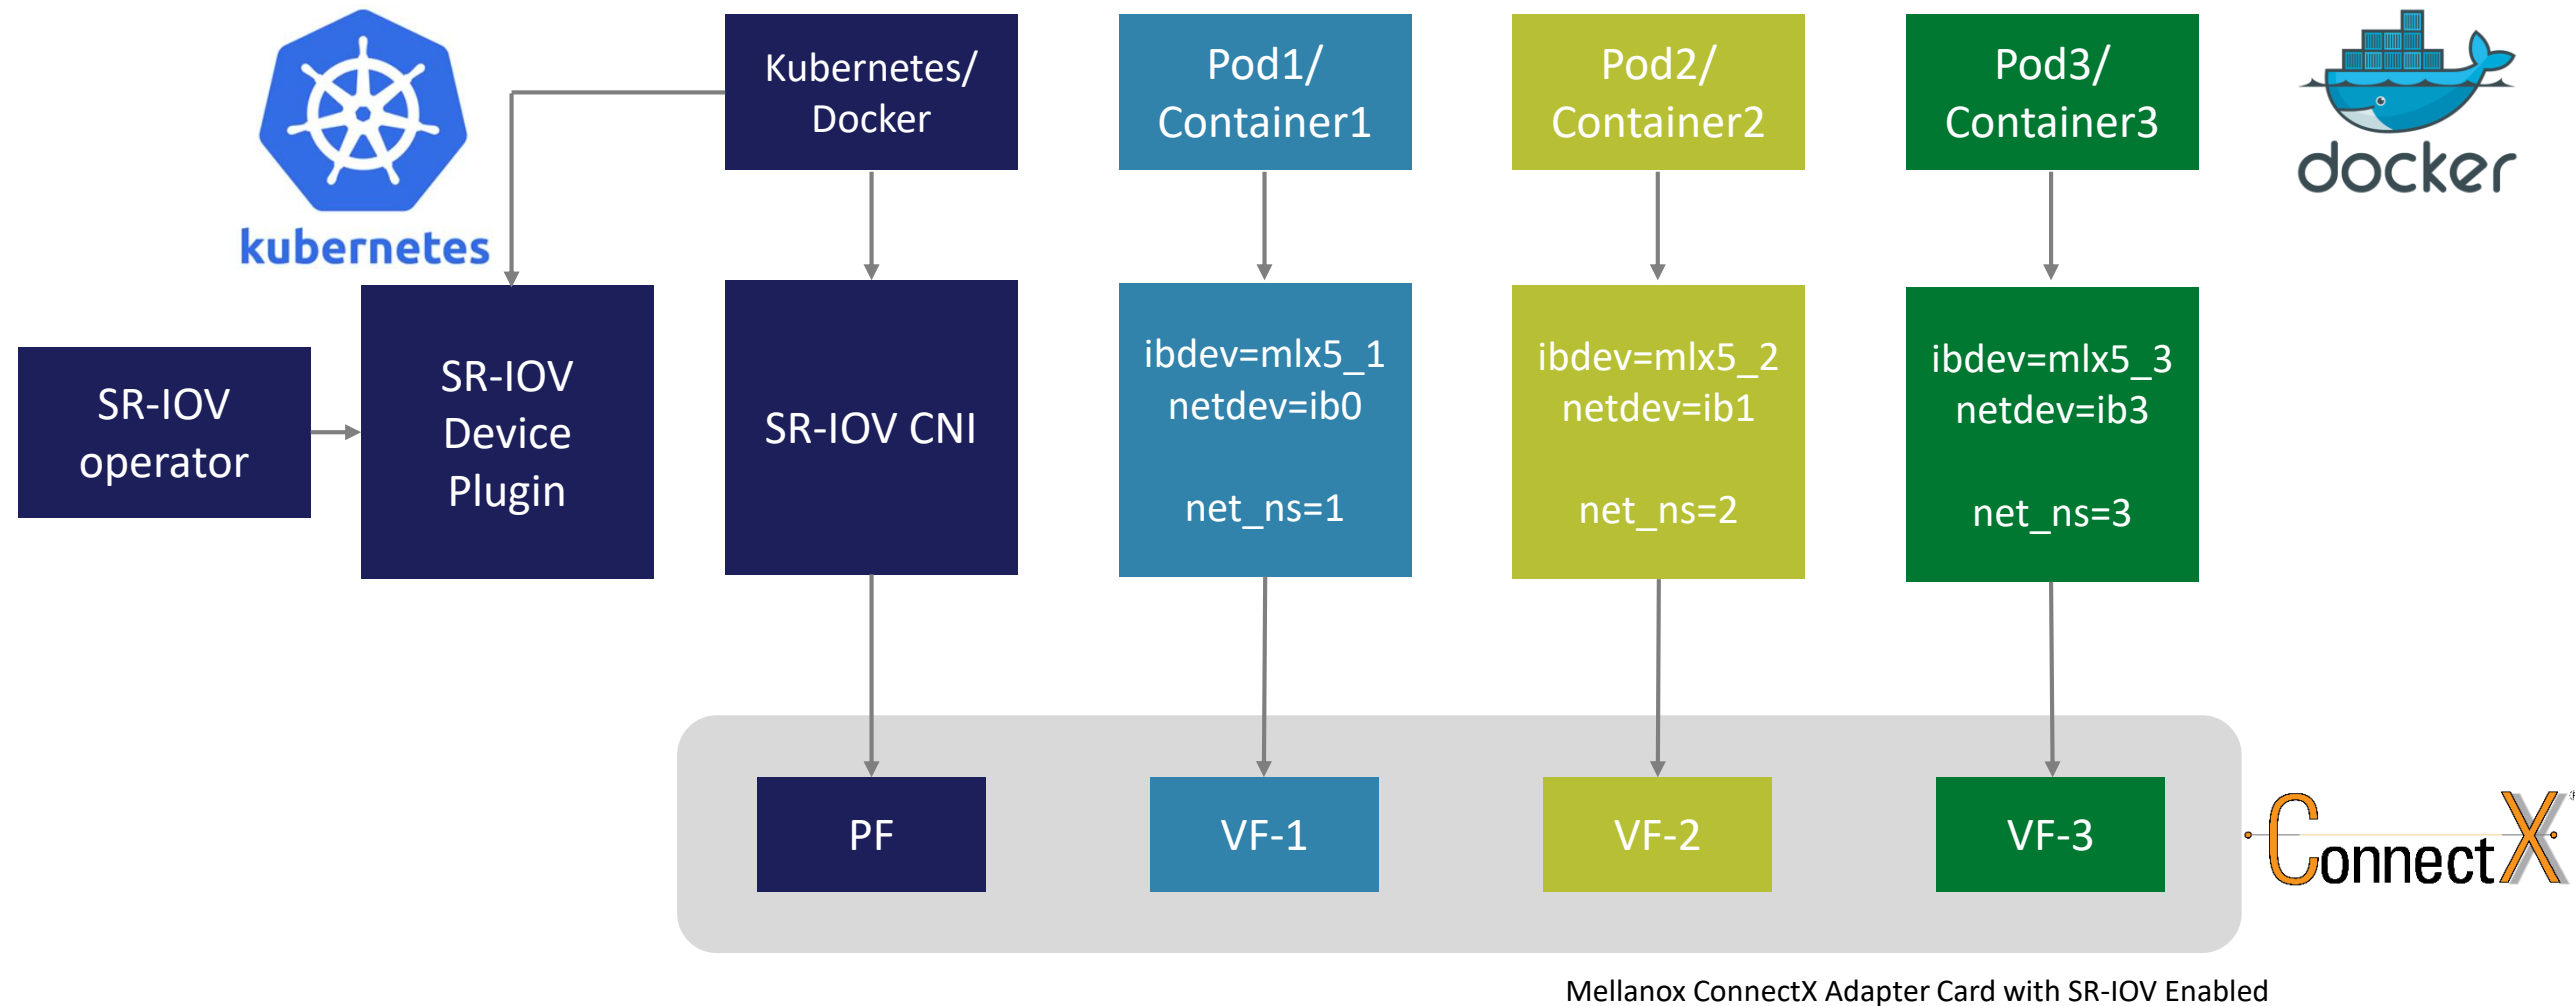 kubernetes
Kubernetes/
Docker
Pod1/
Container1
Pod2/
Container2
Pod3/
Container3
docker
SR-IOV
operator
SR-IOV
Device
Plugin
SR-IOV CNI
ibdev=mlx5_1
netdev=ib0
net_ns=1
ibdev=mlx5_2
netdev=ib1
net_ns=2
ibdev=mlx5_3
netdev=ib3
net_ns=3
PF
VF-1
VF-2
VF-3
ConnectX®
Mellanox ConnectX Adapter Card with SR-IOV Enabled